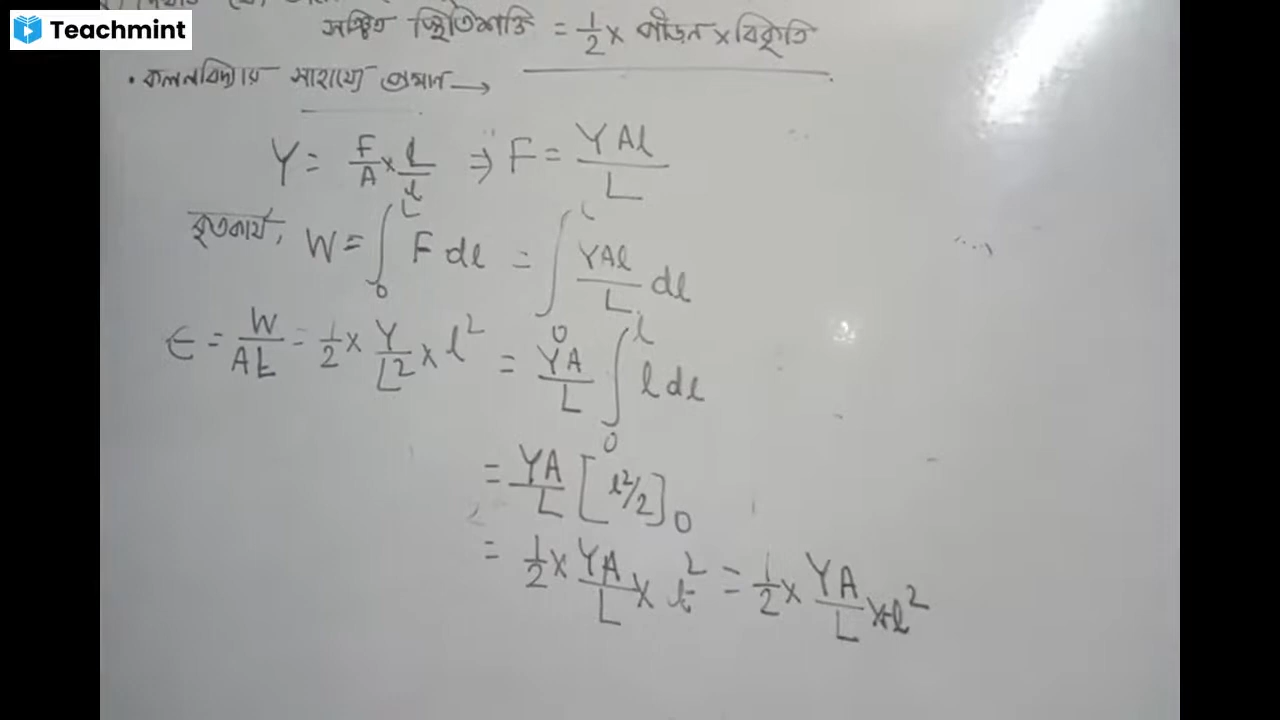 Teachmint
সঞ্চিত স্থিতিশক্তি = 1/2 × পীড়ন × বিকৃতি
• কলনবিদ্যার সাহায্যে প্রমাণ →
Y = F/A × L/l ⇒ F = YAl/L
কৃতকার্য, W = ∫₀ˡ F dl = ∫₀ˡ YAl/L dl
E = W/AL = 1/2 × Y/L² × l² = YA/L ∫₀ˡ l dl
= YA/L [l²/2]₀
= 1/2 × YA/L × l² = 1/2 × YA/L × l²